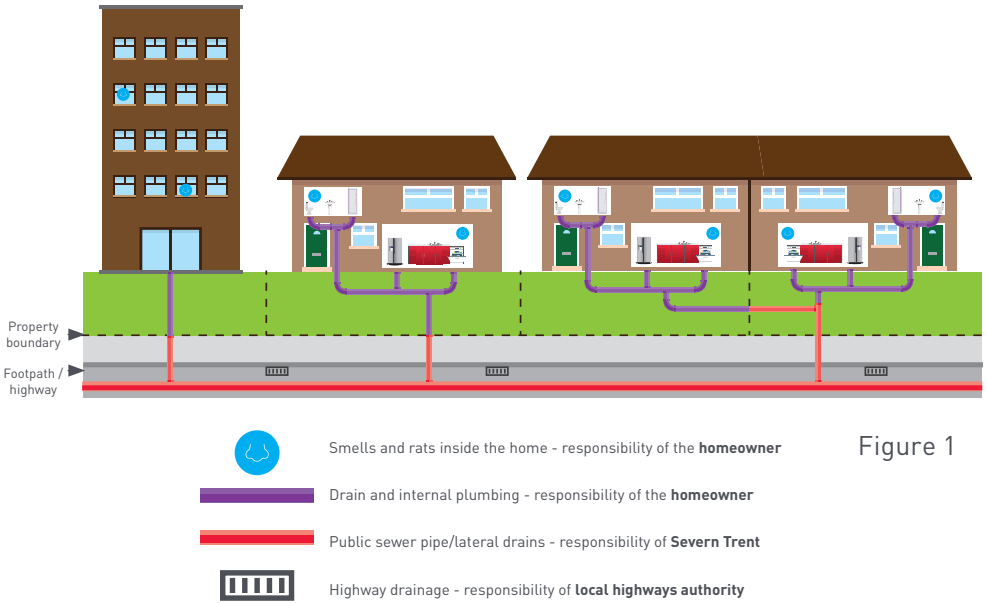 Property
boundary
Footpath /
highway
Smells and rats inside the home - responsibility of the homeowner
Figure 1
Drain and internal plumbing - responsibility of the homeowner
Public sewer pipe/lateral drains - responsibility of Severn Trent
Highway drainage - responsibility of local highways authority